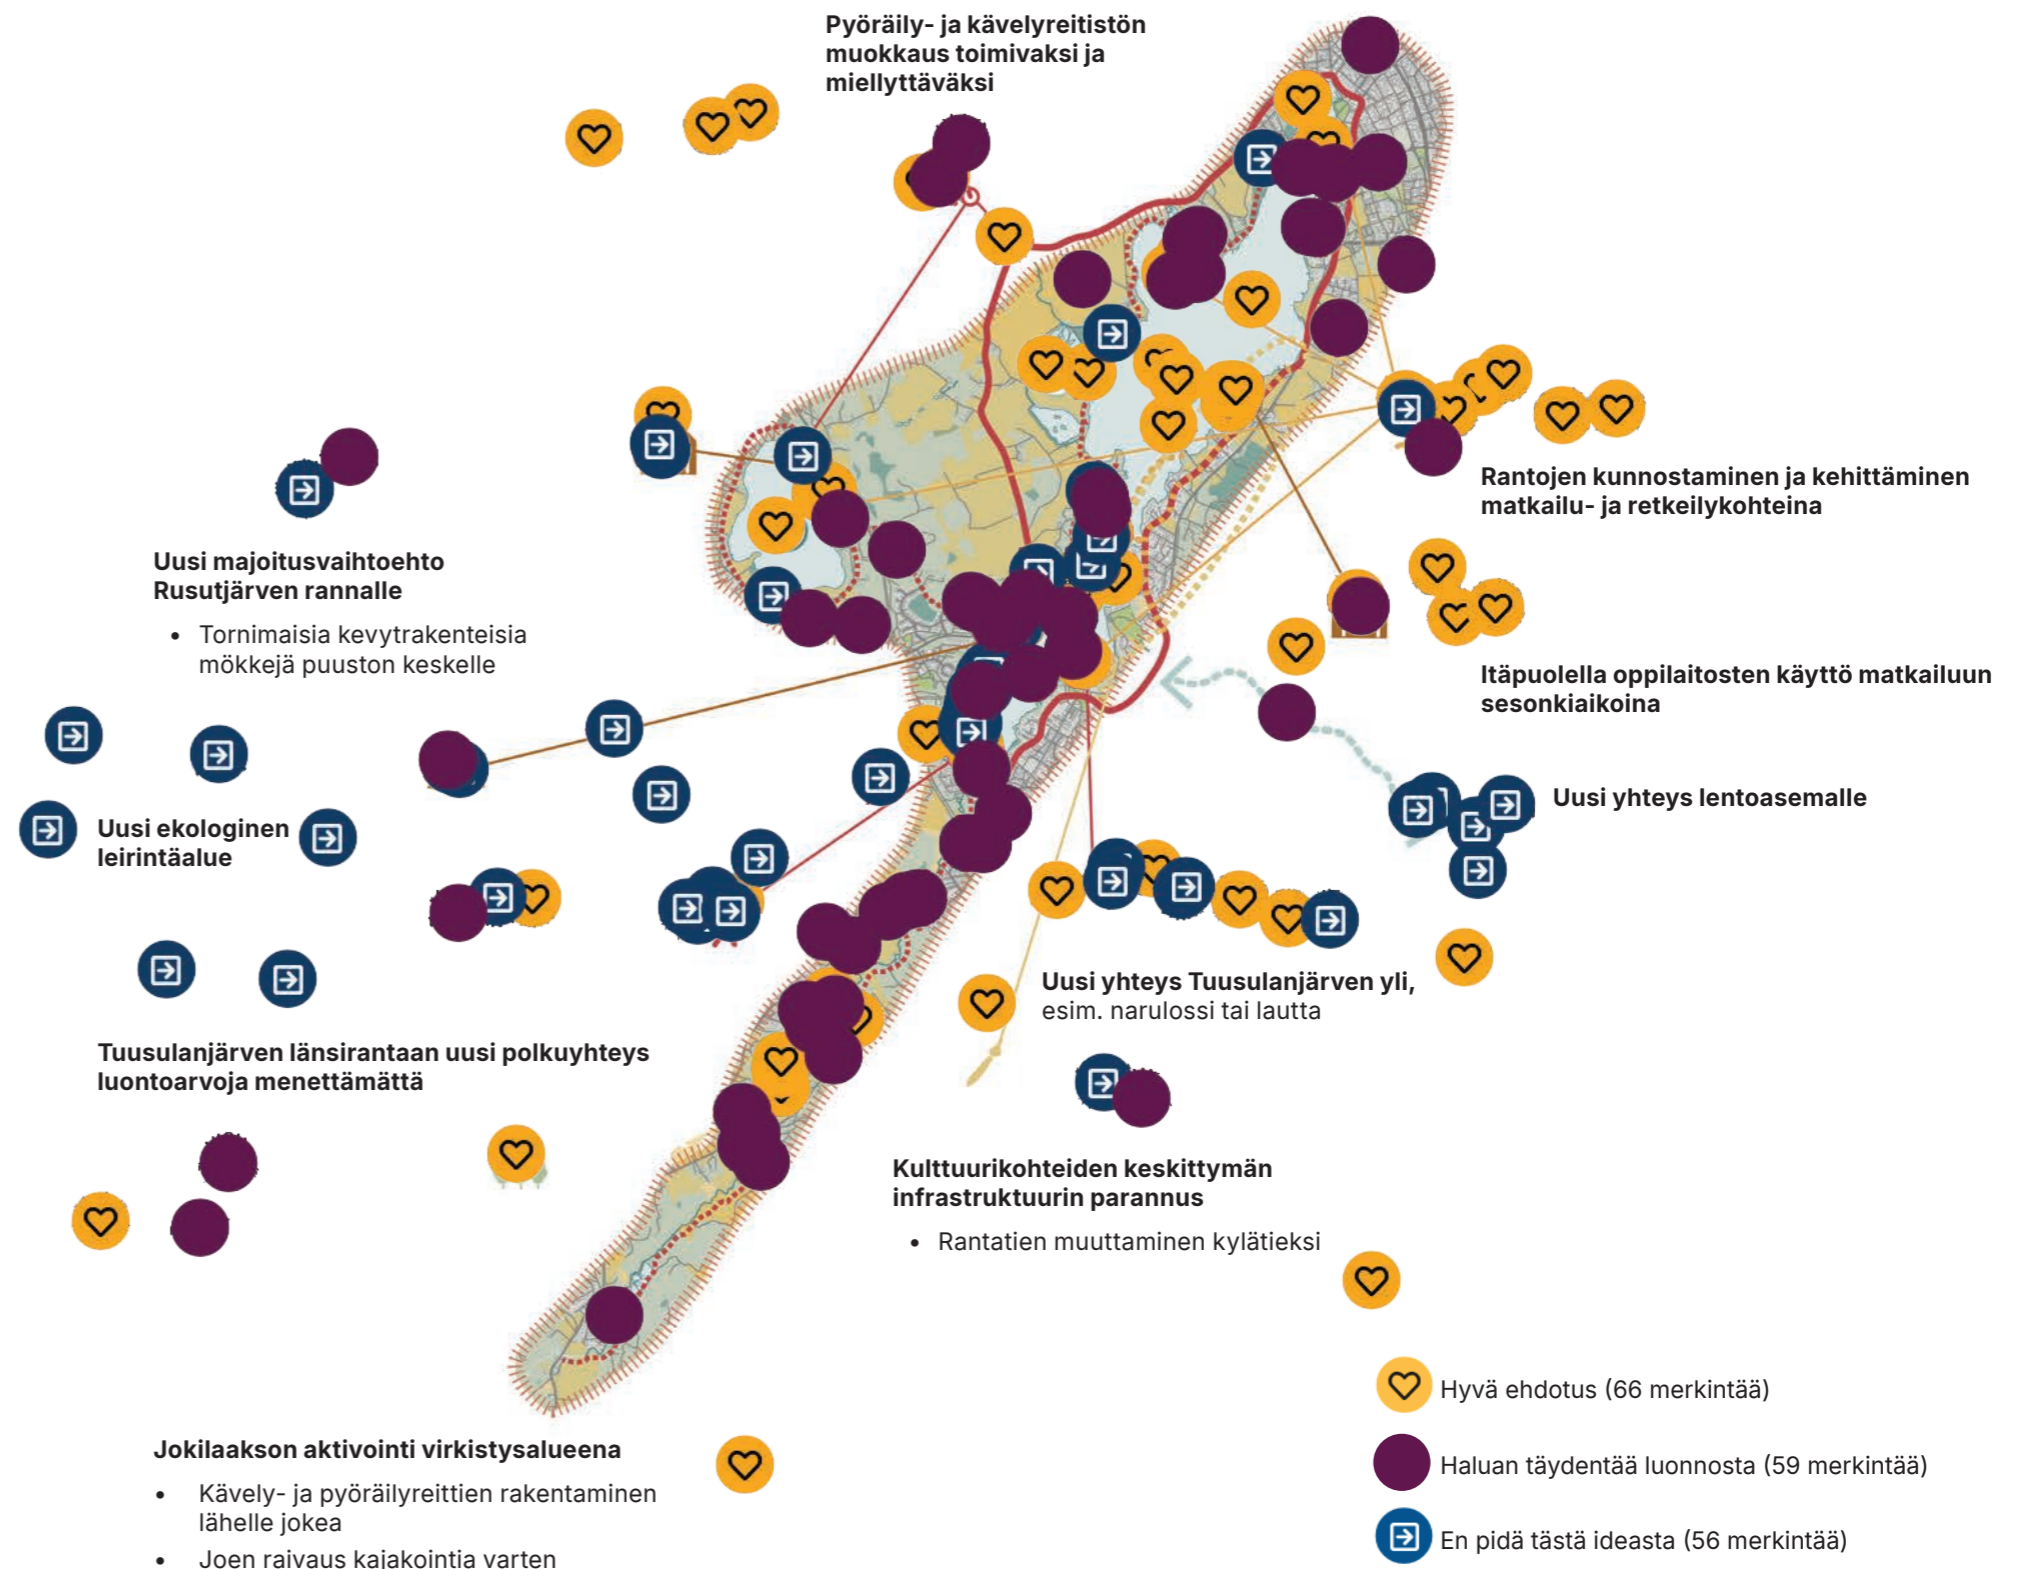 Pyöräily- ja kävelyreitistön
muokkaus toimivaksi ja
miellyttäväksi
Rantojen kunnostaminen ja kehittäminen
matkailu- ja retkeilykohteina
Uusi majoitusvaihtoehto
Rusutjärven rannalle
• Tornimaisia kevytrakenteisia
mökkejä puuston keskelle
Itäpuolella oppilaitosten käyttö matkailuun
sesonkiaikoina
Uusi yhteys lentoasemalle
Uusi ekologinen
leirintäalue
Uusi yhteys Tuusulanjärven yli,
esim. narulossi tai lautta
Tuusulanjärven länsirantaan uusi polkuyhteys
luontoarvoja menettämättä
Kulttuurikohteiden keskittymän
infrastruktuurin parannus
• Rantatien muuttaminen kylätieksi
Jokilaakson aktivointi virkistysalueena
• Kävely- ja pyöräilyreittien rakentaminen
lähelle jokea
• Joen raivaus kajakointia varten
Hyvä ehdotus (66 merkintää)
Haluan täydentää luonnosta (59 merkintää)
En pidä tästä ideasta (56 merkintää)